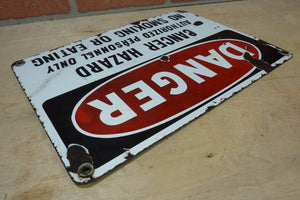 DANGER
CANCER HAZARD
AUTHORIZED PERSONNEL ONLY
NO SMOKING OR EATING